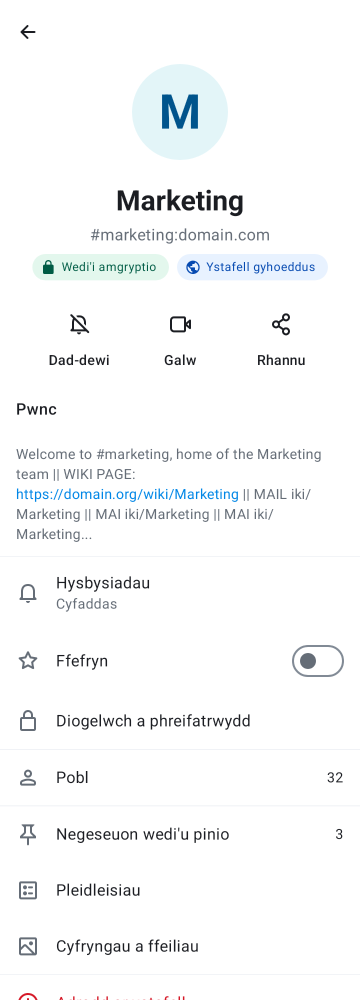 M
Marketing
#marketing:domain.com
Wedi'i amgryptio
Ystafell gyhoeddus
Dad-dewi
Galw
Rhannu
Pwnc
Welcome to #marketing, home of the Marketing
team || WIKI PAGE:
https://domain.org/wiki/Marketing || MAIL iki/
Marketing || MAI iki/Marketing || MAI iki/
Marketing...
Hysbysiadau
Cyfaddas
Ffefryn
Diogelwch a phreifatrwydd
Pobl 32
Negeseuon wedi'u pinio 3
Pleidleisiau
Cyfryngau a ffeiliau